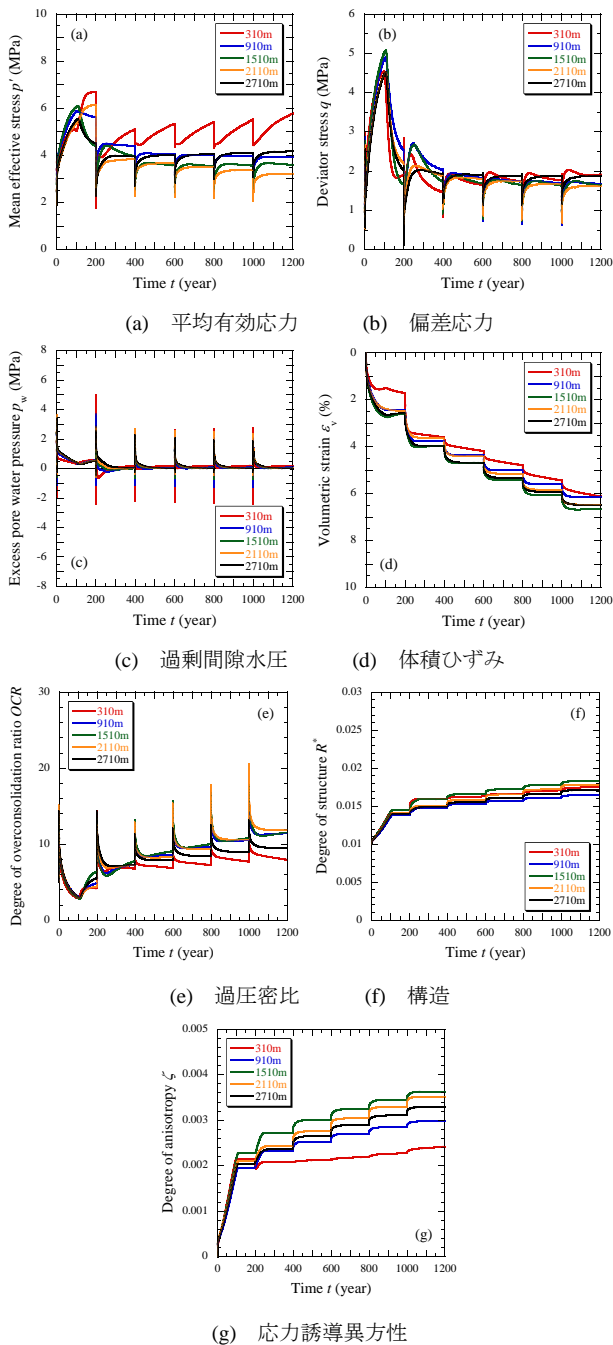 (a)
310m
910m
1510m
2110m
2710m
Mean effective stress p' (MPa)
10
8
6
4
2
0
0 200 400 600 800 1000 1200
Time t (year)
(a) 平均有効応力
(b)
310m
910m
1510m
2110m
2710m
Deviator stress q (MPa)
6
5
4
3
2
1
0
0 200 400 600 800 1000 1200
Time t (year)
(b) 偏差応力
8
6
4
2
0
-2
-4
-6
-8
Excess pore water pressure pw (MPa)
310m
910m
1510m
2110m
2710m
(c)
0 200 400 600 800 1000 1200
Time t (year)
(c) 過剰間隙水圧
0
2
4
6
8
10
Volumetric strain εv (%)
310m
910m
1510m
2110m
2710m
(d)
0 200 400 600 800 1000 1200
Time t (year)
(d) 体積ひずみ
30
20
10
0
Degree of overconsolidation ratio OCR
310m
910m
1510m
2110m
2710m
(e)
0 200 400 600 800 1000 1200
Time t (year)
(e) 過圧密比
0.03
0.025
0.02
0.015
0.01
0.005
0
Degree of structure R*
(f)
310m
910m
1510m
2110m
2710m
0 200 400 600 800 1000 1200
Time t (year)
(f) 構造
0.005
0.004
0.003
0.002
0.001
0
Degree of anisotropy ζ
310m
910m
1510m
2110m
2710m
(g)
0 200 400 600 800 1000 1200
Time t (year)
(g) 応力誘導異方性